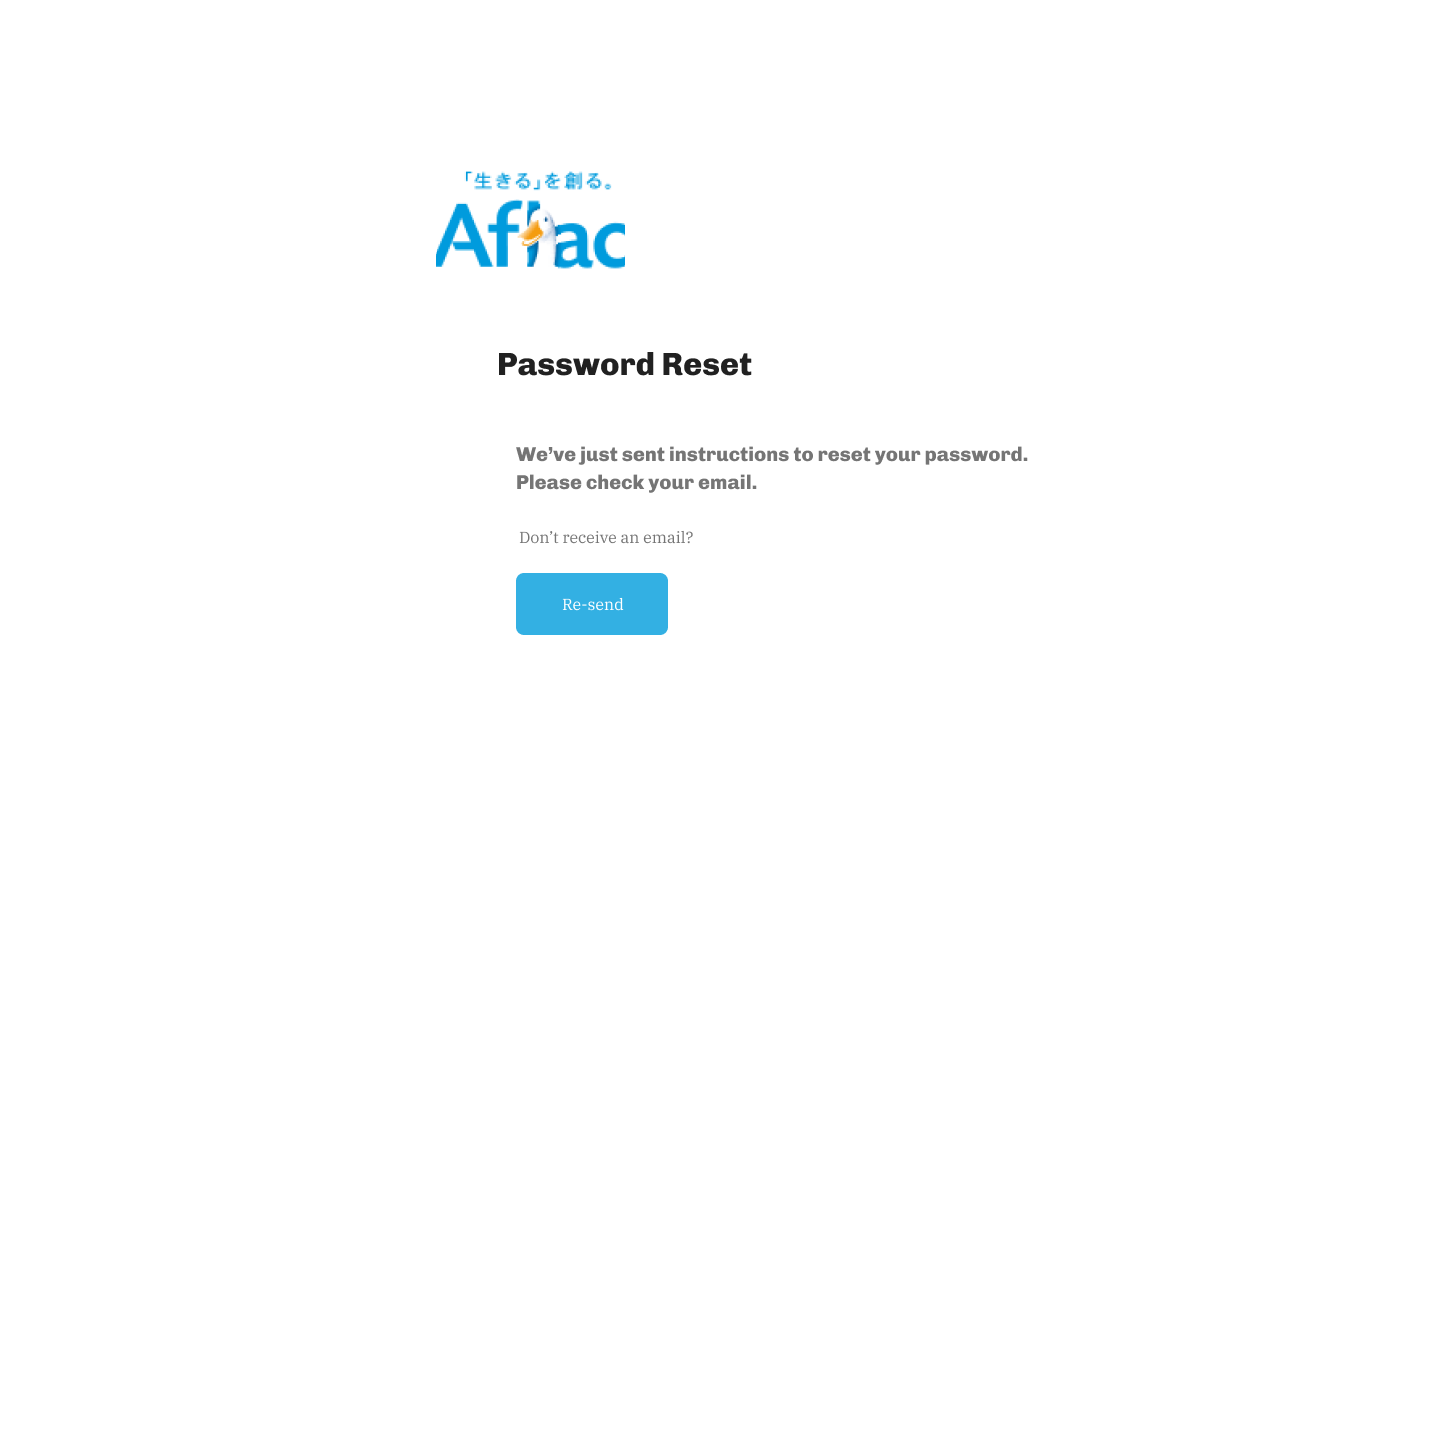 「生きる」を創る。
Aflac
Password Reset
We’ve just sent instructions to reset your password.
Please check your email.
Don’t receive an email?
Re-send